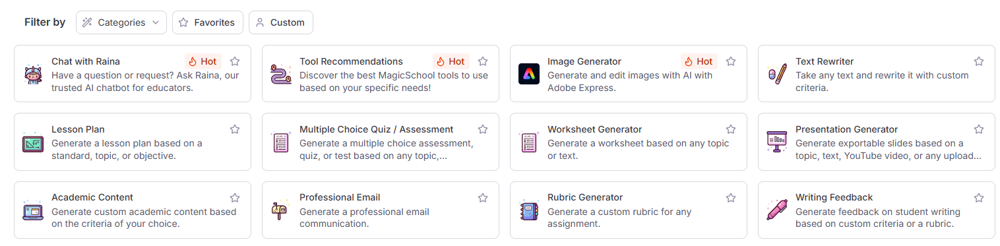 Filter by Categories Favorites Custom
Chat with Raina Hot
Have a question or request? Ask Raina, our
trusted AI chatbot for educators.
Tool Recommendations Hot
Discover the best MagicSchool tools to use
based on your specific needs!
Image Generator Hot
Generate and edit images with AI with
Adobe Express.
Text Rewriter
Take any text and rewrite it with custom
criteria.
Lesson Plan
Generate a lesson plan based on a
standard, topic, or objective.
Multiple Choice Quiz / Assessment
Generate a multiple choice assessment,
quiz, or test based on any topic,...
Worksheet Generator
Generate a worksheet based on any topic
or text.
Presentation Generator
Generate exportable slides based on a
topic, text, YouTube video, or any upload...
Academic Content
Generate custom academic content based
on the criteria of your choice.
Professional Email
Generate a professional email
communication.
Rubric Generator
Generate a custom rubric for any
assignment.
Writing Feedback
Generate feedback on student writing
based on custom criteria or a rubric.